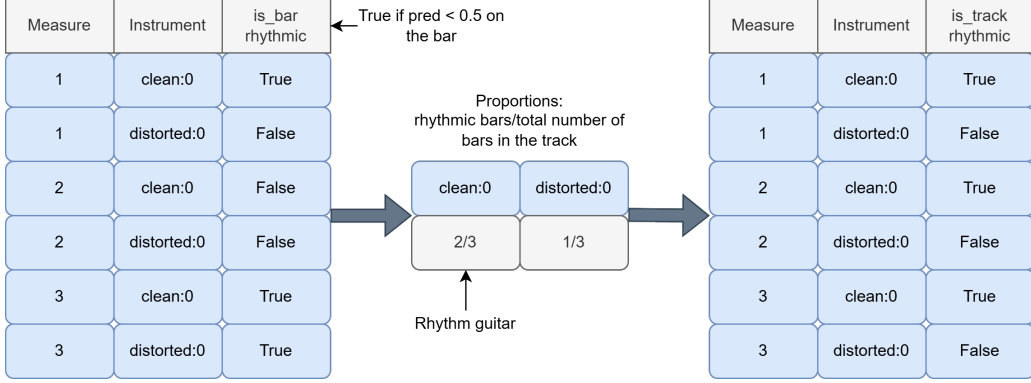 Measure Instrument is_bar
rhythmic
1 clean:0 True
1 distorted:0 False
2 clean:0 False
2 distorted:0 False
3 clean:0 True
3 distorted:0 True
True if pred < 0.5 on
the bar
Proportions:
rhythmic bars/total number of
bars in the track
clean:0 distorted:0
2/3 1/3
Rhythm guitar
Measure Instrument is_track
rhythmic
1 clean:0 True
1 distorted:0 False
2 clean:0 True
2 distorted:0 False
3 clean:0 True
3 distorted:0 False